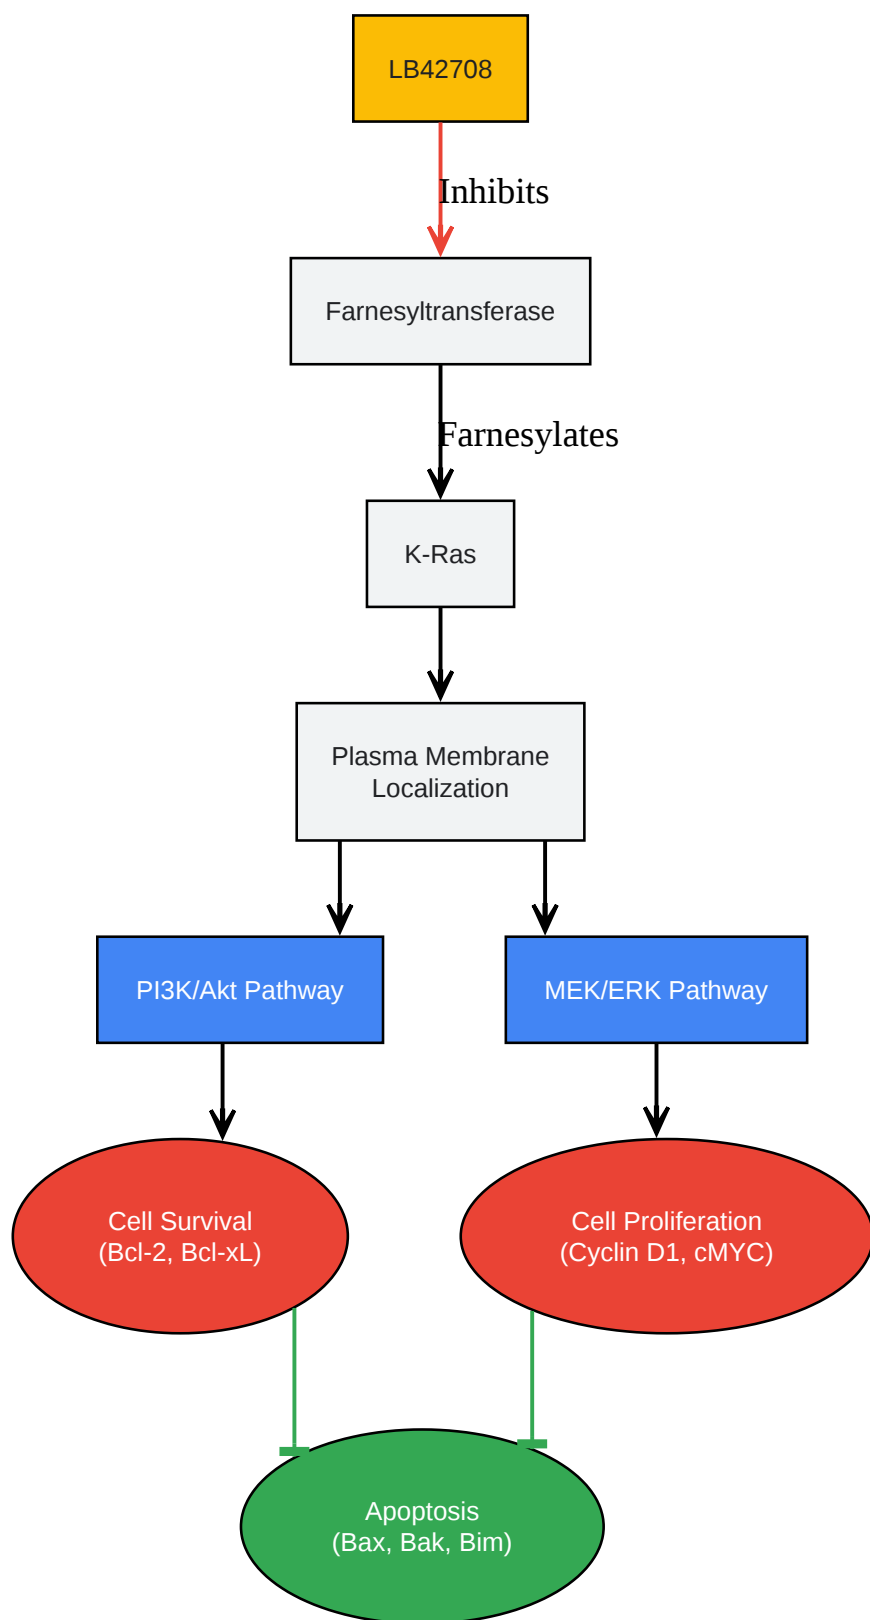 LB42708
Inhibits
Farnesyltransferase
Farnesylates
K-Ras
Plasma Membrane
Localization
PI3K/Akt Pathway
MEK/ERK Pathway
Cell Survival
(Bcl-2, Bcl-xL)
Cell Proliferation
(Cyclin D1, cMYC)
Apoptosis
(Bax, Bak, Bim)